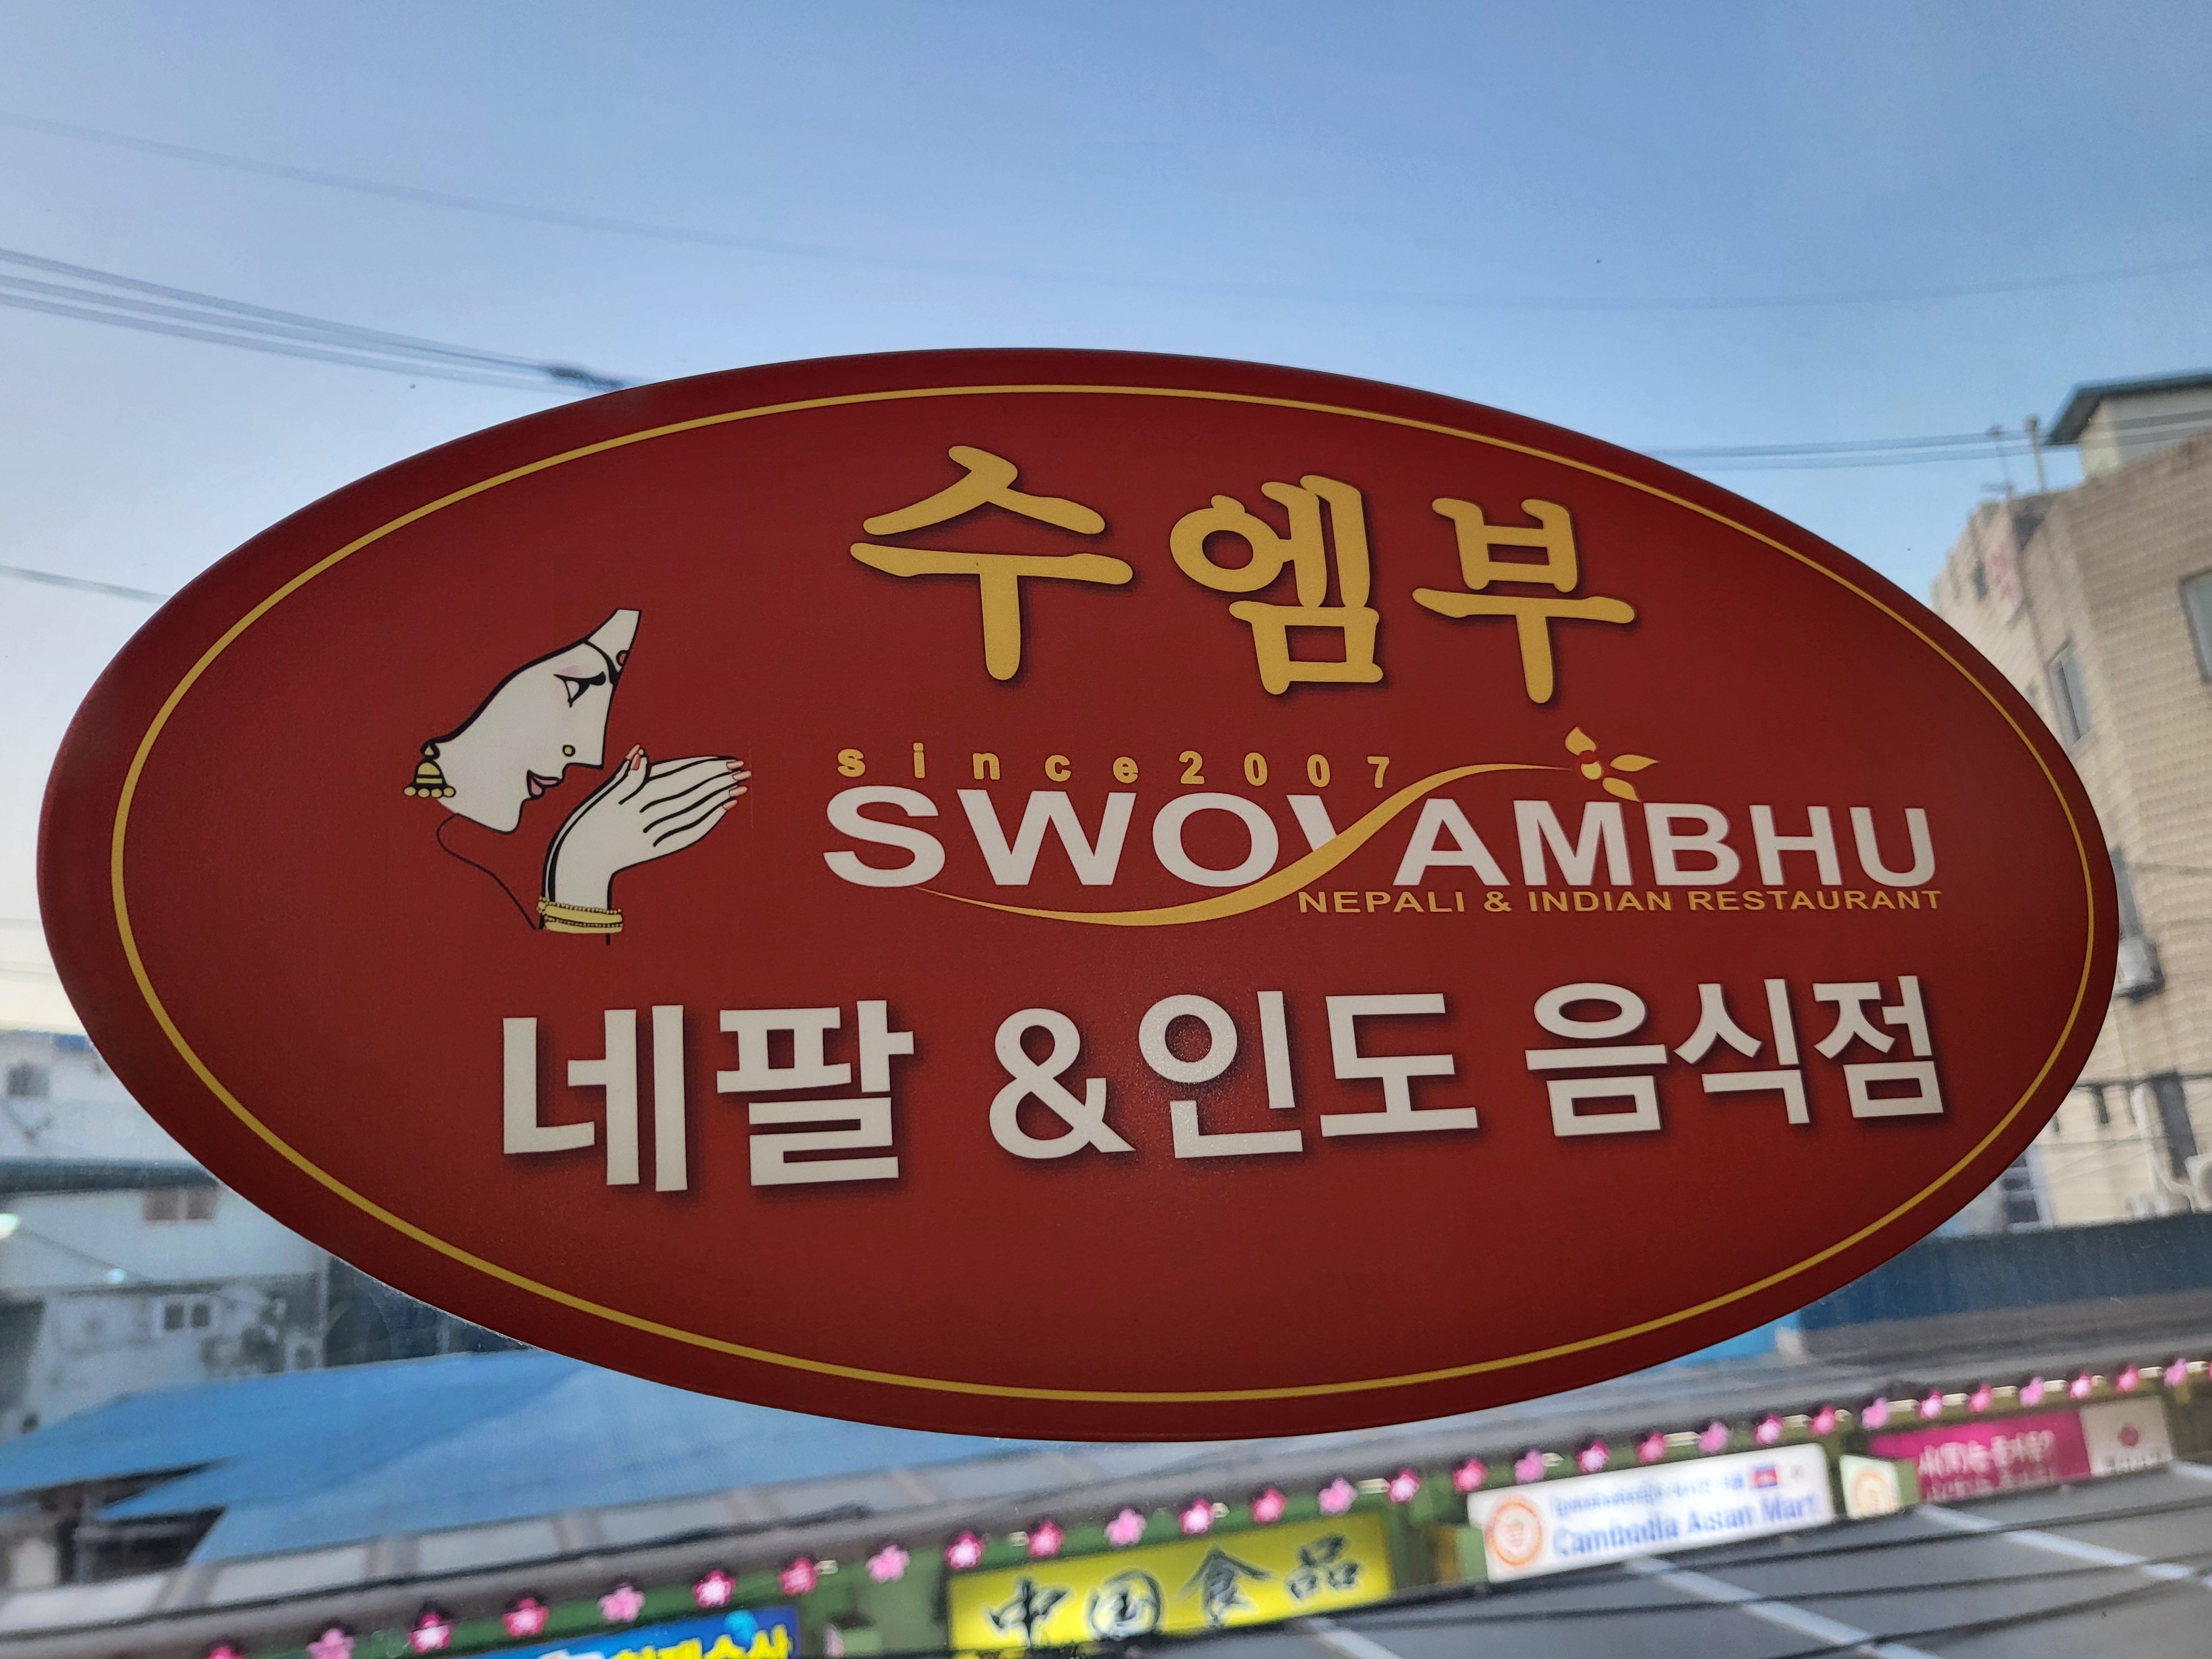 수엠부
since2007
SWOYAMBHU
NEPALI & INDIAN RESTAURANT
네팔 & 인도 음식점
中国食品
Cambodia Asian Mart